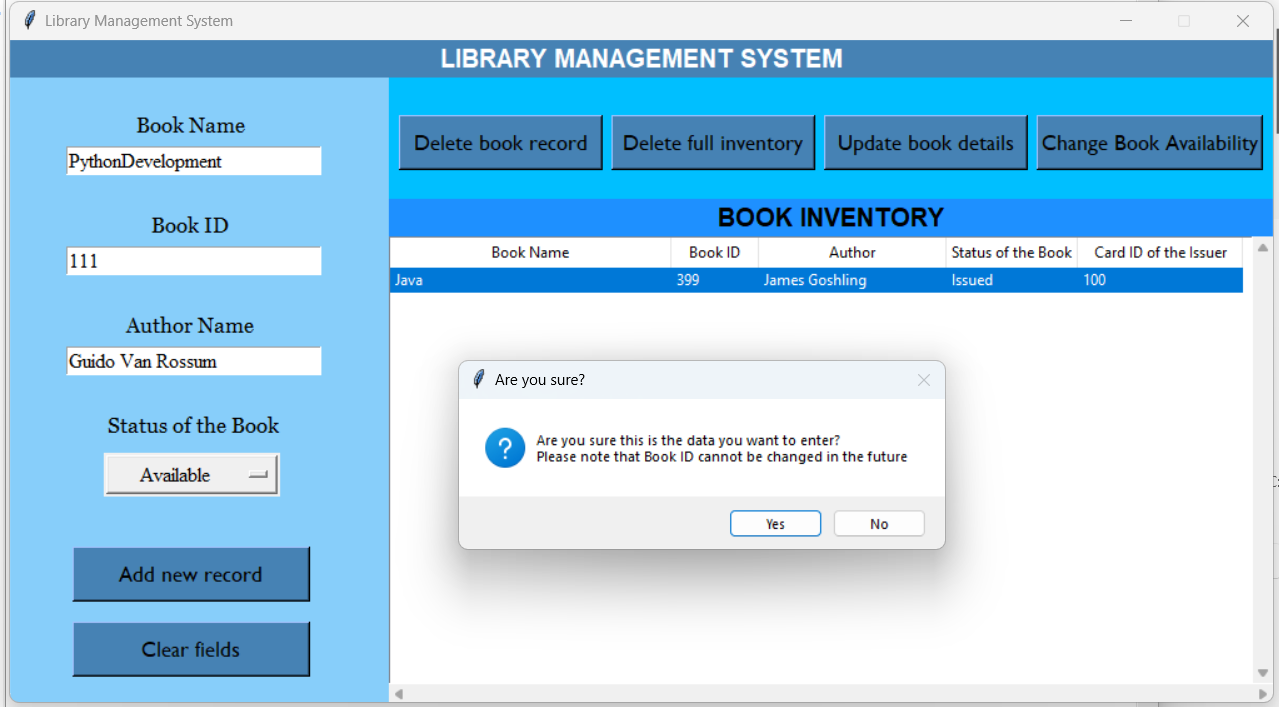 Library Management System
LIBRARY MANAGEMENT SYSTEM
Book Name
PythonDevelopment
Book ID
111
Author Name
Guido Van Rossum
Status of the Book
Available
Add new record
Clear fields
Delete book record
Delete full inventory
Update book details
Change Book Availability
BOOK INVENTORY
Book Name Book ID Author Status of the Book Card ID of the Issuer
Java 399 James Goshling Issued 100
Are you sure?
Are you sure this is the data you want to enter?
Please note that Book ID cannot be changed in the future
Yes No